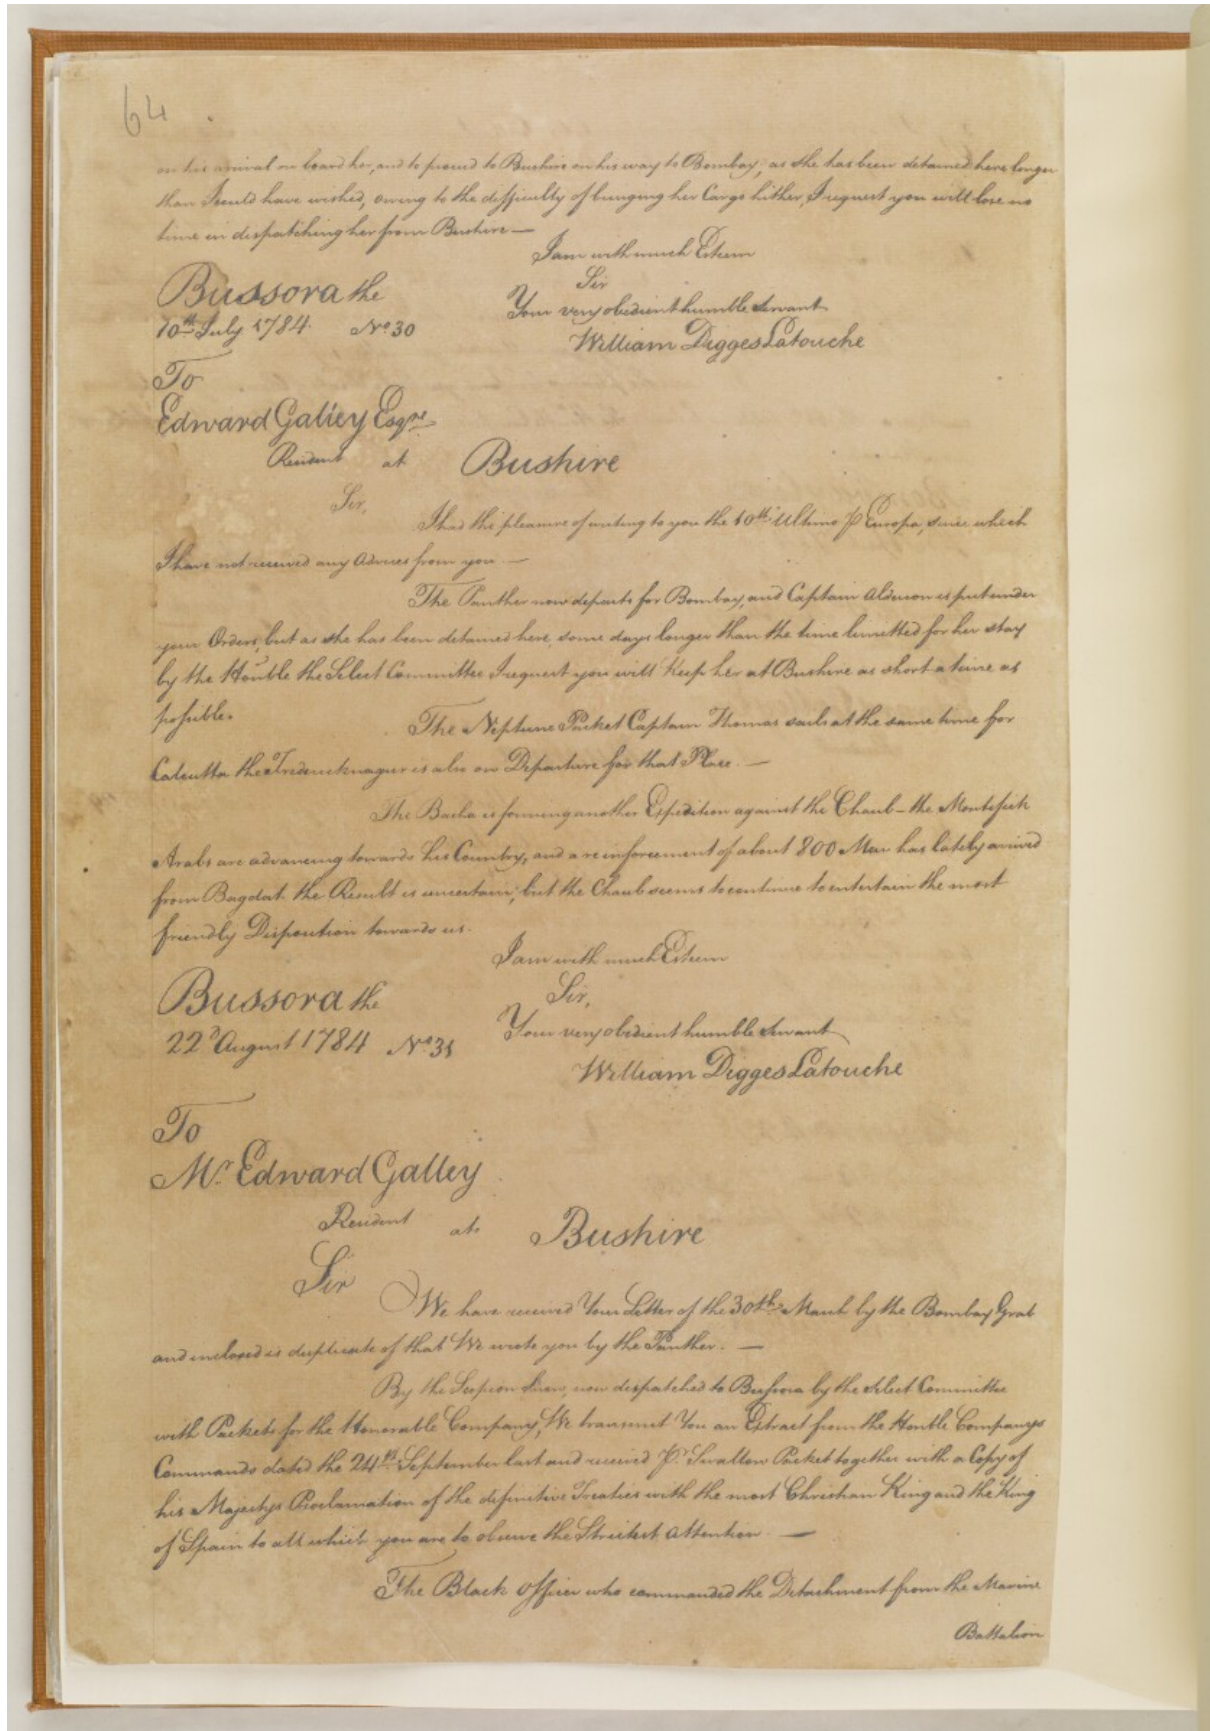 64
on his arrival on board her, and to proceed to Bushire on his way to Bombay; as she has been detained here longer
than I could have wished, owing to the difficulty of bringing her Cargo hither, I request you will lose no
time in dispatching her from Bushire —
I am with much Esteem
Sir
Your very obedient humble Servant
Bussora the
10th July 1784. No 30
William Digges Latouche
To
Edward Galley Esqre
Resident at Bushire
Sir,
I had the pleasure of writing to you the 10th Ultimo P Europa, since which
I have not received any Advices from you —
The Panther now departs for Bombay, and Captain Alderson is put under
your Orders, but as she has been detained here, some days longer than the time limitted for her stay
by the Honble the Select Committee I request you will keep her at Bushire as short a time as
possible.
The Neptune Packet Captain Thomas sails at the same time for
Calcutta the Fredericknagur is also on Departure for that Place. —
The Basha is forming another Expedition against the Chaub – the Montefick
Arabs are advancing towards his Country, and a reinforcement of about 800 Men has lately arrived
from Bagdat. the Result is uncertain; but the Chaub seems to continue to entertain the most
friendly Disposition towards us.
I am with much Esteem
Sir,
Your very obedient humble Servant
Bussora the
22d August 1784 No 31
William Digges Latouche
To
Mr. Edward Galley
Resident at Bushire
Sir
We have received Your Letter of the 30th March by the Bombay Grab
and inclosed is duplicate of that We wrote you by the Panther. —
By the Scorpion Snow, now dispatched to Bussora by the Select Committee
with Packets for the Honorable Company, We transmit You an Extract from the Honble Companys
Commands dated the 24th September last and received Pr Swallow Packet together with a Copy of
his Majestys Proclamation of the definitive Treaties with the most Christian King and the King
of Spain to all which you are to observe the Strictest Attention. —
The Black Officer who commanded the Detachment from the Marine
Battalion